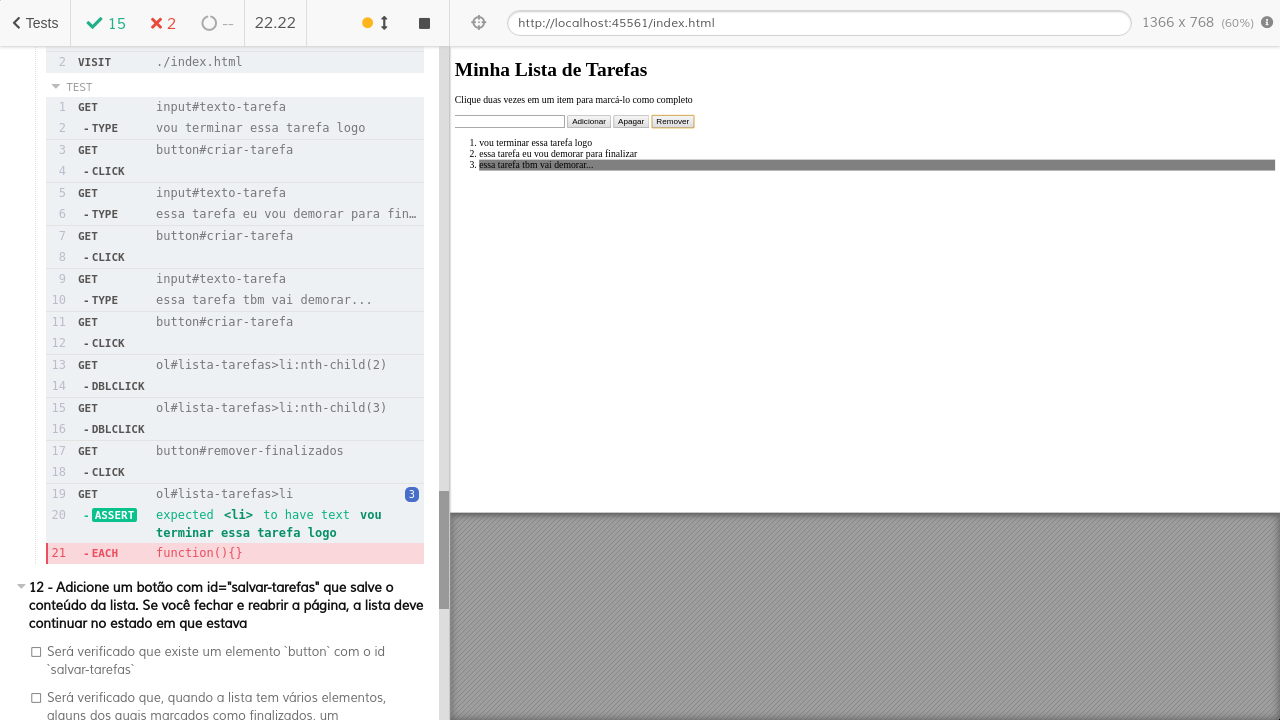 Tests 15 2 -- 22.22
http://localhost:45561/index.html 1366 x 768 (60%)
2 VISIT ./index.html
TEST
1 GET input#texto-tarefa
2 - TYPE vou terminar essa tarefa logo
3 GET button#criar-tarefa
4 - CLICK
5 GET input#texto-tarefa
6 - TYPE essa tarefa eu vou demorar para fin…
7 GET button#criar-tarefa
8 - CLICK
9 GET input#texto-tarefa
10 - TYPE essa tarefa tbm vai demorar...
11 GET button#criar-tarefa
12 - CLICK
13 GET ol#lista-tarefas>li:nth-child(2)
14 - DBLCLICK
15 GET ol#lista-tarefas>li:nth-child(3)
16 - DBLCLICK
17 GET button#remover-finalizados
18 - CLICK
19 GET ol#lista-tarefas>li 3
20 - ASSERT expected <li> to have text vou
terminar essa tarefa logo
21 - EACH function(){}
12 - Adicione um botão com id="salvar-tarefas" que salve o
conteúdo da lista. Se você fechar e reabrir a página, a lista deve
continuar no estado em que estava
Será verificado que existe um elemento `button` com o id
`salvar-tarefas`
Será verificado que, quando a lista tem vários elementos,
alguns dos quais marcados como finalizados, um
Minha Lista de Tarefas
Clique duas vezes em um item para marcá-lo como completo
Adicionar Apagar Remover
1. vou terminar essa tarefa logo
2. essa tarefa eu vou demorar para finalizar
3. essa tarefa tbm vai demorar...